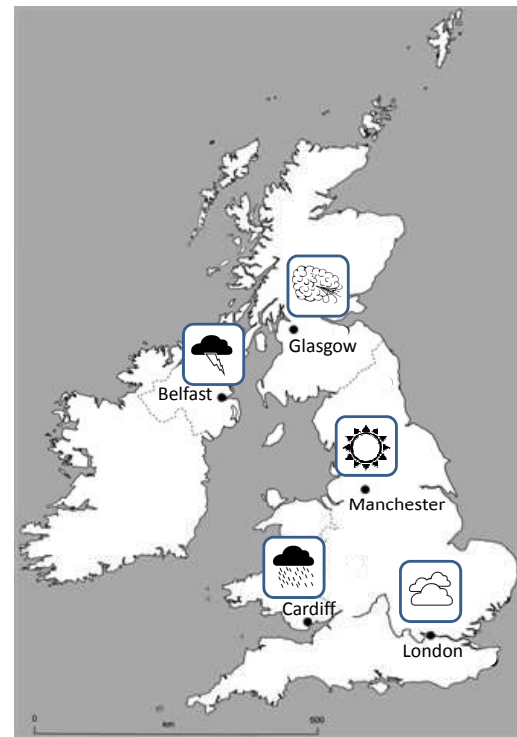 Glasgow
Belfast
Manchester
Cardiff
London
0 km 500